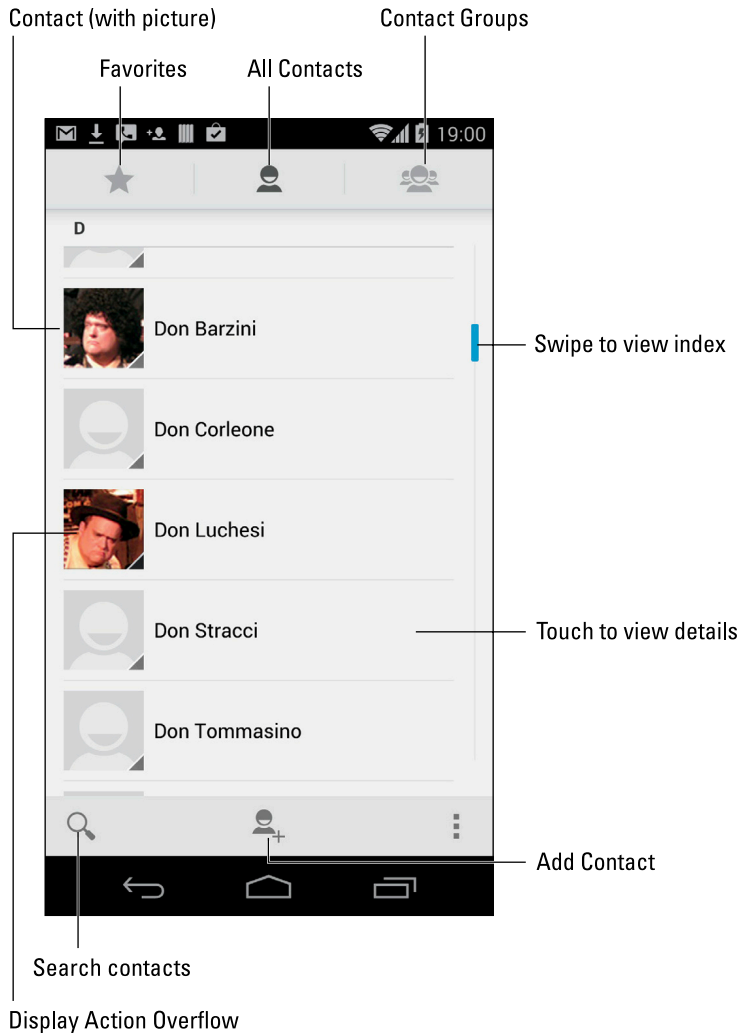 Contact (with picture)
Contact Groups
Favorites
All Contacts
19:00
D
Don Barzini
Swipe to view index
Don Corleone
Don Luchesi
Don Stracci
Touch to view details
Don Tommasino
Add Contact
Search contacts
Display Action Overflow